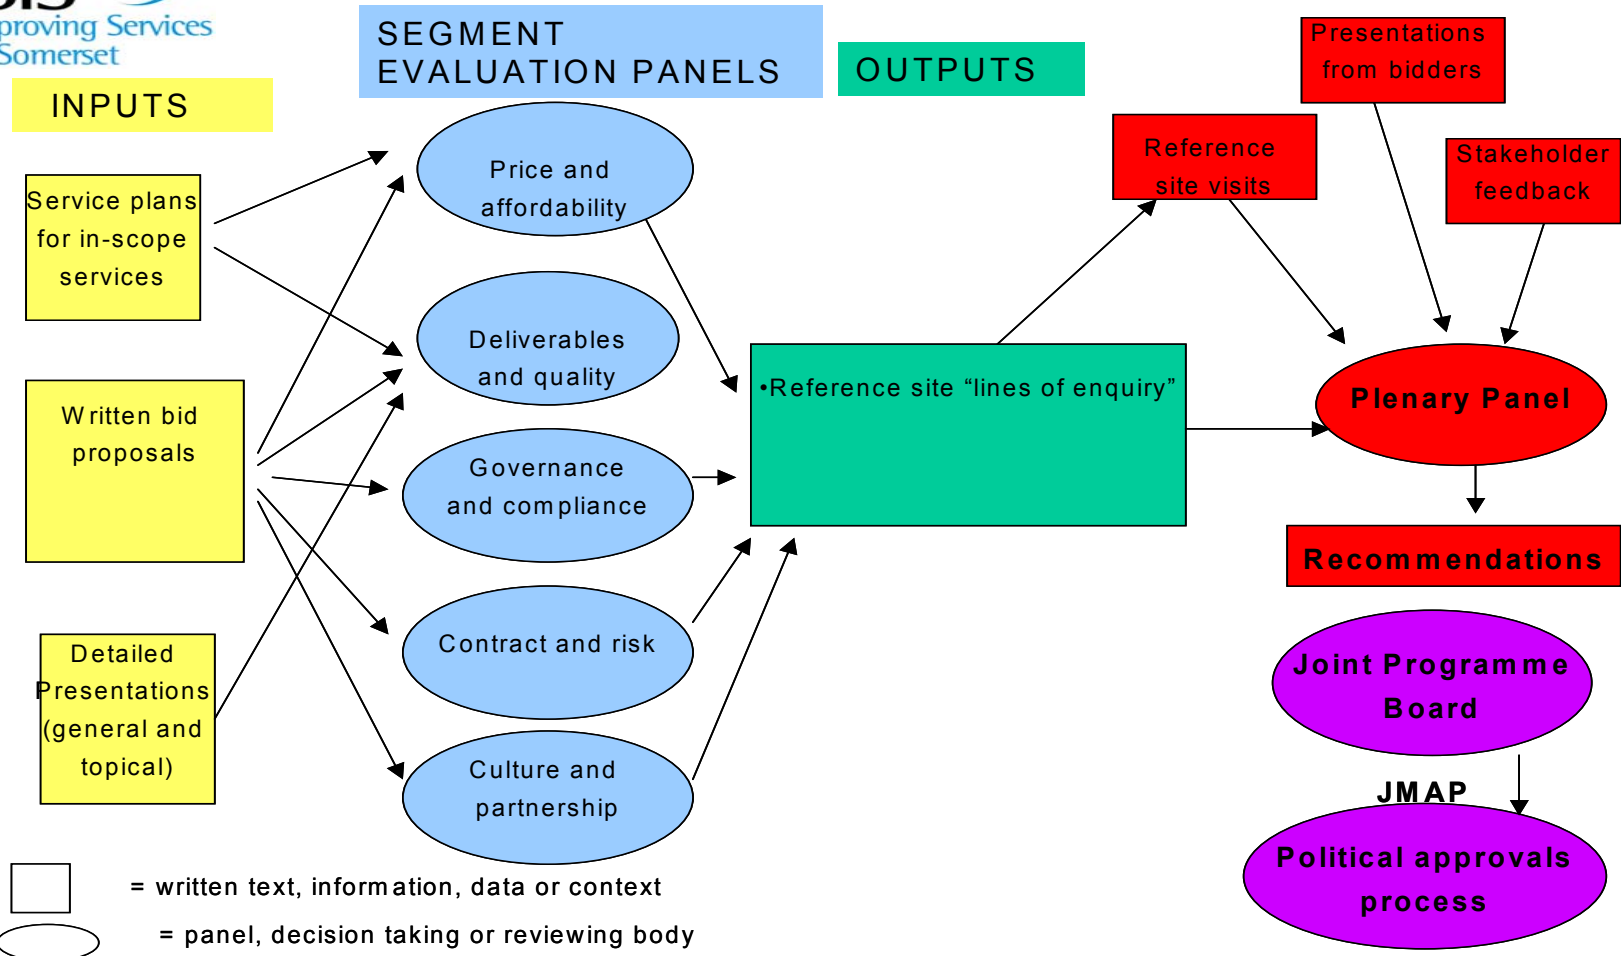 proving Services
Somerset
INPUTS
SEGMENT
EVALUATION PANELS
OUTPUTS
Service plans
for in-scope
services
Written bid
proposals
Detailed
Presentations
(general and
topical)
Price and
affordability
Deliverables
and quality
Governance
and compliance
Contract and risk
Culture and
partnership
•Reference site “lines of enquiry”
Reference
site visits
Presentations
from bidders
Stakeholder
feedback
Plenary Panel
Recommendations
Joint Programme
Board
JMAP
Political approvals
process
= written text, information, data or context
= panel, decision taking or reviewing body